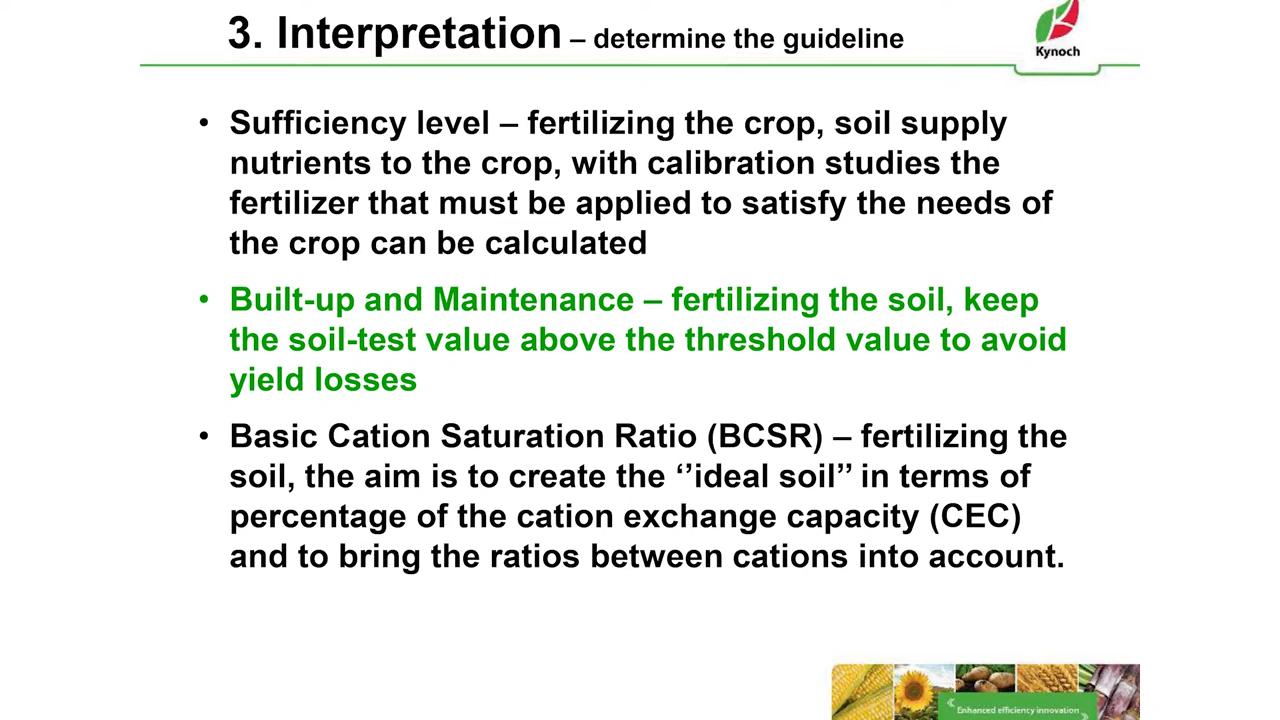 3. Interpretation – determine the guideline
Kynoch
• Sufficiency level – fertilizing the crop, soil supply
nutrients to the crop, with calibration studies the
fertilizer that must be applied to satisfy the needs of
the crop can be calculated
• Built-up and Maintenance – fertilizing the soil, keep
the soil-test value above the threshold value to avoid
yield losses
• Basic Cation Saturation Ratio (BCSR) – fertilizing the
soil, the aim is to create the ‘’ideal soil’’ in terms of
percentage of the cation exchange capacity (CEC)
and to bring the ratios between cations into account.
Enhanced efficiency innovation